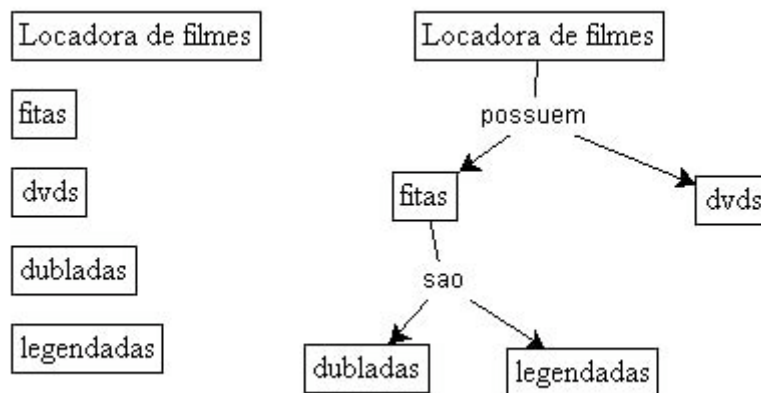 Locadora de filmes
fitas
dvds
dubladas
legendadas
Locadora de filmes
possuem
fitas
dvds
sao
dubladas
legendadas